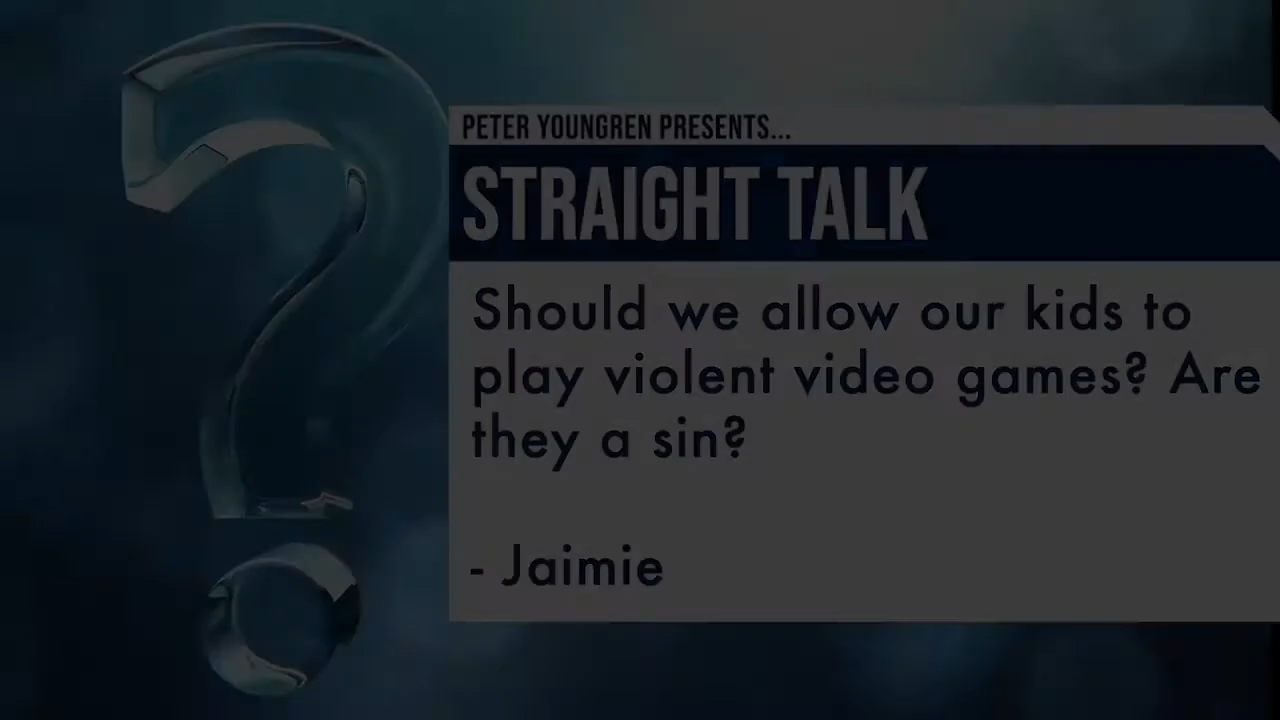 PETER YOUNGREN PRESENTS...
STRAIGHT TALK
Should we allow our kids to
play violent video games? Are
they a sin?
- Jaimie